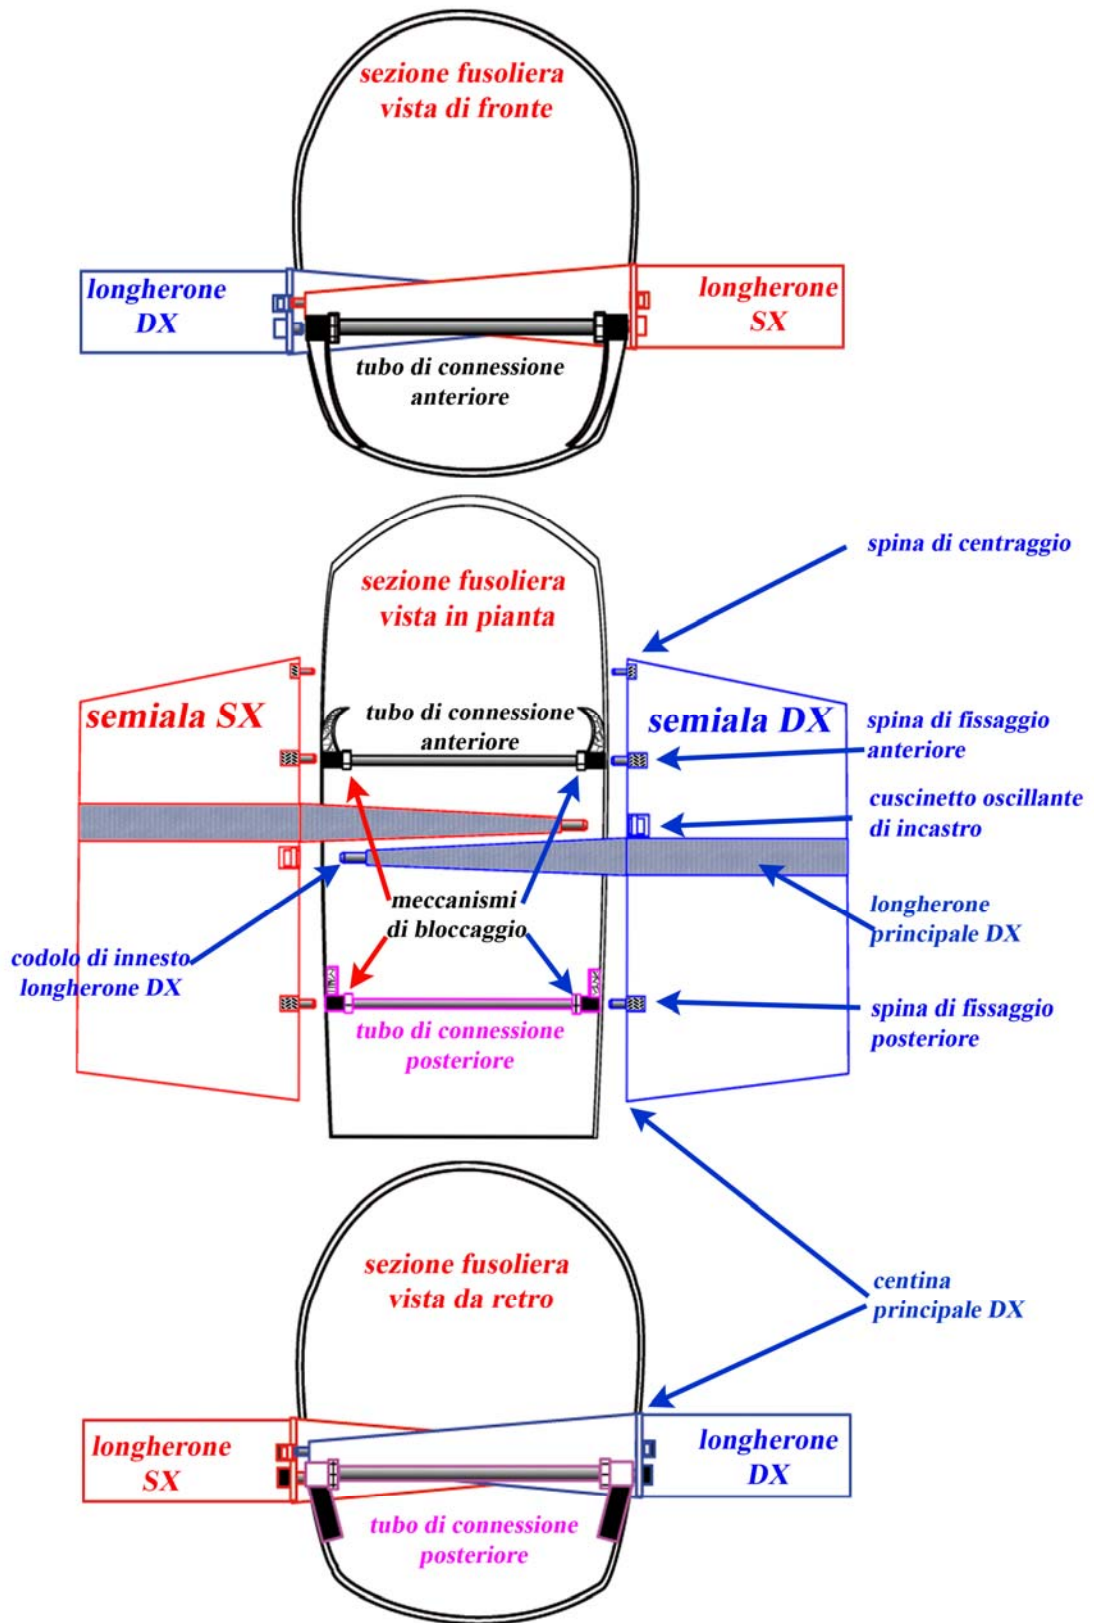 sezione fusoliera
vista di fronte
longherone
DX
longherone
SX
tubo di connessione
anteriore
spina di centraggio
sezione fusoliera
vista in pianta
semiala SX
tubo di connessione
anteriore
semiala DX
spina di fissaggio
anteriore
cuscinetto oscillante
di incastro
meccanismi
di bloccaggio
longherone
principale DX
codolo di innesto
longherone DX
tubo di connessione
posteriore
spina di fissaggio
posteriore
sezione fusoliera
vista da retro
centina
principale DX
longherone
SX
longherone
DX
tubo di connessione
posteriore